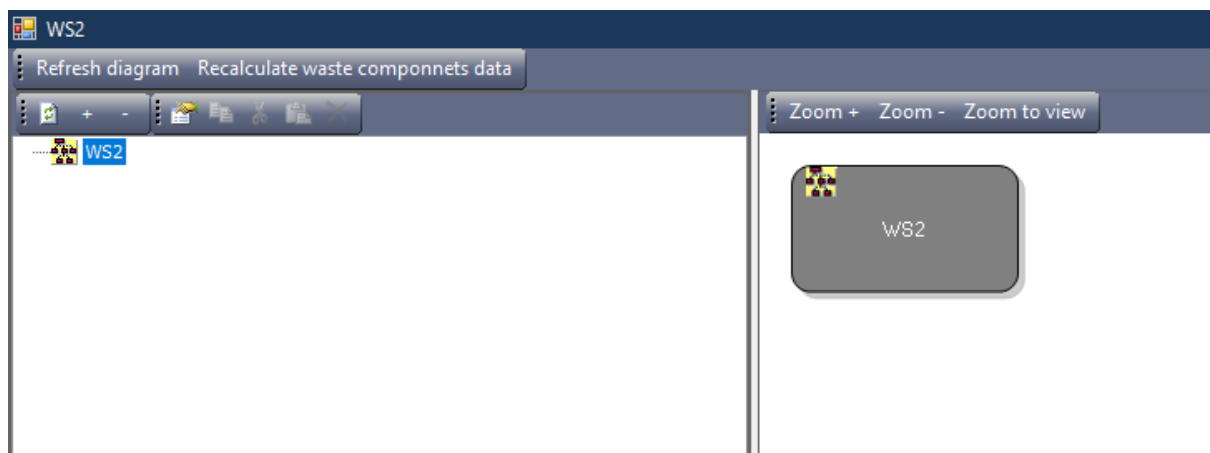 WS2
Refresh diagram Recalculate waste componnets data
+ -
Zoom + Zoom - Zoom to view
WS2
WS2